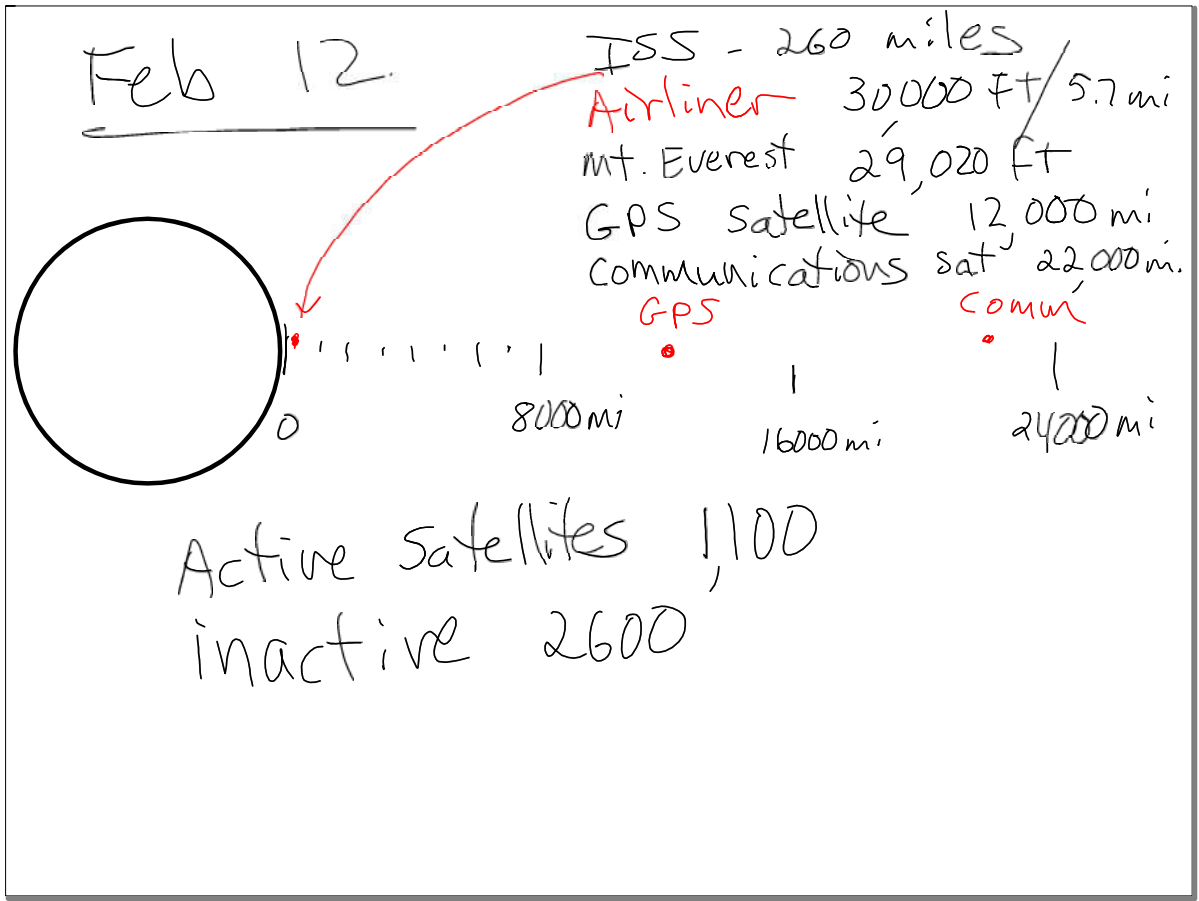 Feb 12.
ISS - 260 miles
Airliner 30,000 Ft / 5.7 mi
mt. Everest 29,020 Ft
GPS Satellite 12,000 mi
Communications sat 22,000 mi.
GPS
Comm
0
8000 mi
16000 mi
24000 mi
Active Satellites 1,100
inactive 2600